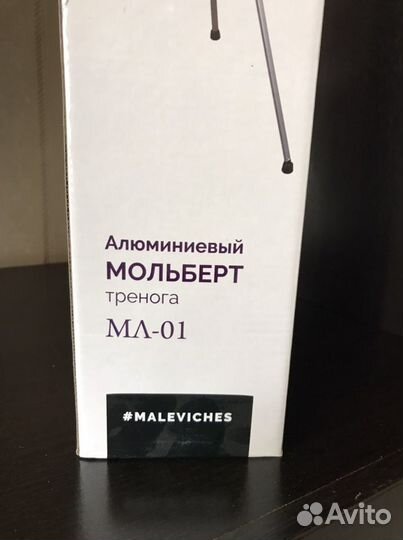 Алюминиевый
МОЛЬБЕРТ
тренога
МЛ-01
#MALEVICHES
Avito